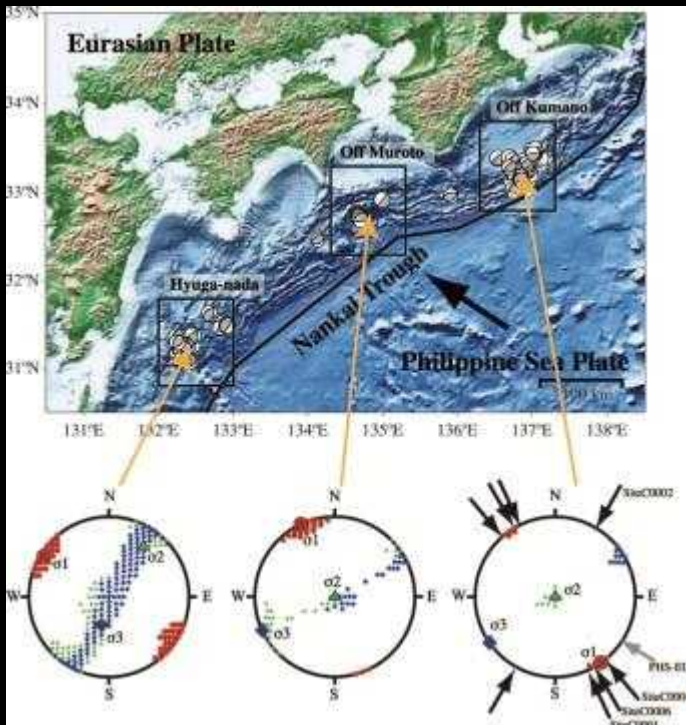 35°N
Eurasian Plate
34°N
Off Kumano
Off Muroto
33°N
32°N
Hyuga-nada
Nankai Trough
Philippine Sea Plate
31°N
131°E 132°E 133°E 134°E 135°E 136°E 137°E 138°E
N N N
SiteC0002
σ1 σ2 σ1 σ2 σ2
W E W E W E
σ3 σ3 σ3 σ1
PHS-01
S S S
SiteC0006